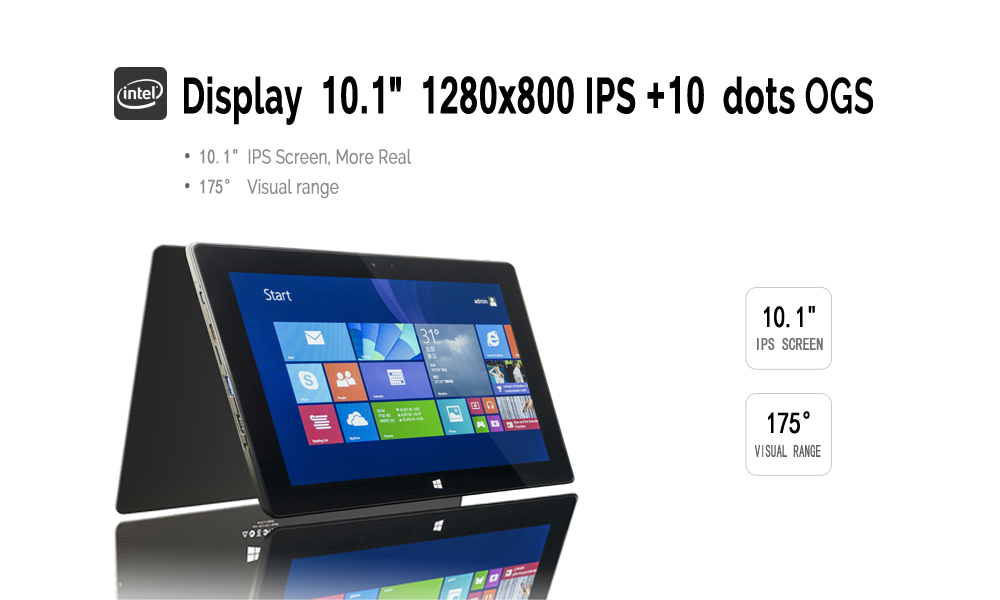 intel
Display 10.1" 1280x800 IPS +10 dots OGS
• 10.1" IPS Screen, More Real
• 175° Visual range
Start
admin
31°
10.1"
IPS SCREEN
175°
VISUAL RANGE